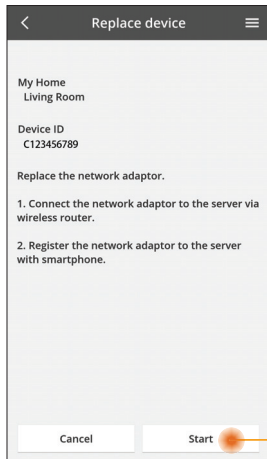 Replace device
My Home
Living Room
Device ID
C123456789
Replace the network adaptor.
1. Connect the network adaptor to the server via
wireless router.
2. Register the network adaptor to the server
with smartphone.
Cancel Start